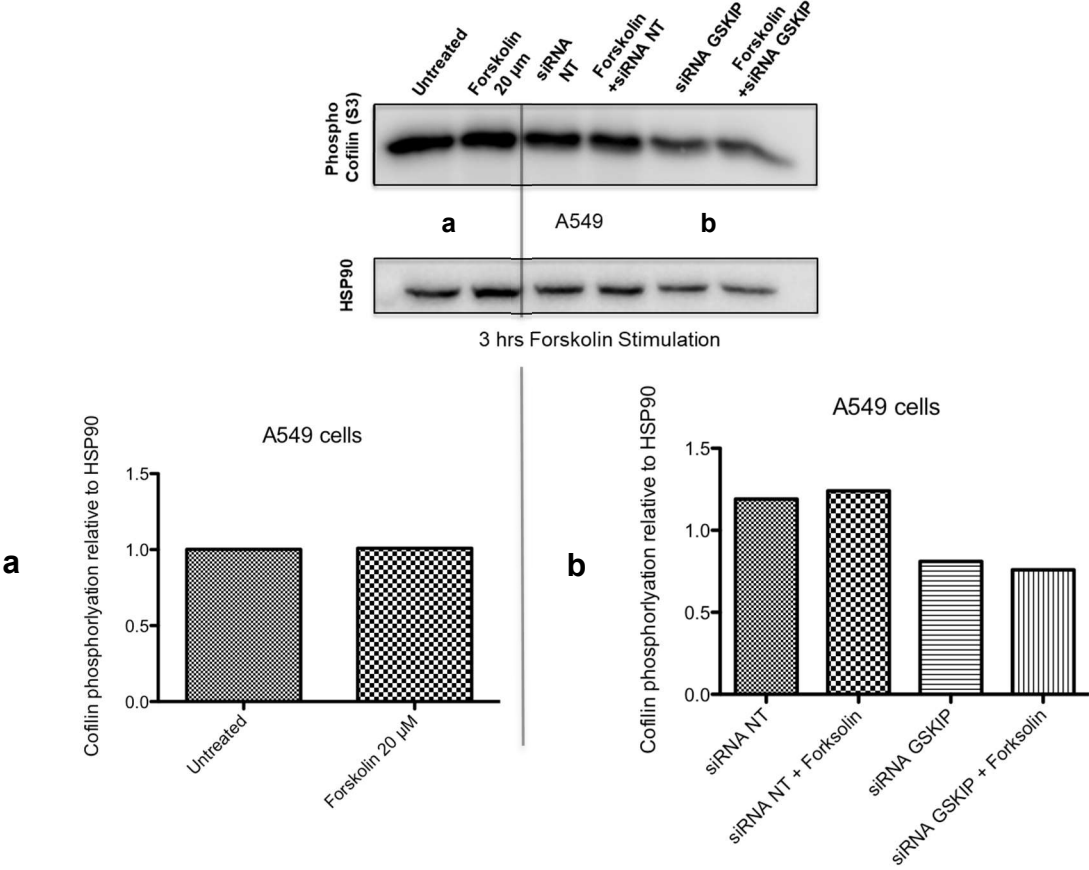 Untreated
Forskolin
20 µm
siRNA
NT
Forskolin
+siRNA NT
siRNA GSKIP
Forskolin
+siRNA GSKIP
Phospho
Cofilin (S3)
a
A549
b
HSP90
3 hrs Forskolin Stimulation
a
A549 cells
Cofilin phosphorlyation relative to HSP90
1.5
1.0
0.5
0.0
Untreated
Forskolin 20 µM
b
A549 cells
Cofilin phosphorlyation relative to HSP90
1.5
1.0
0.5
0.0
siRNA NT
siRNA NT + Forksolin
siRNA GSKIP
siRNA GSKIP + Forksolin